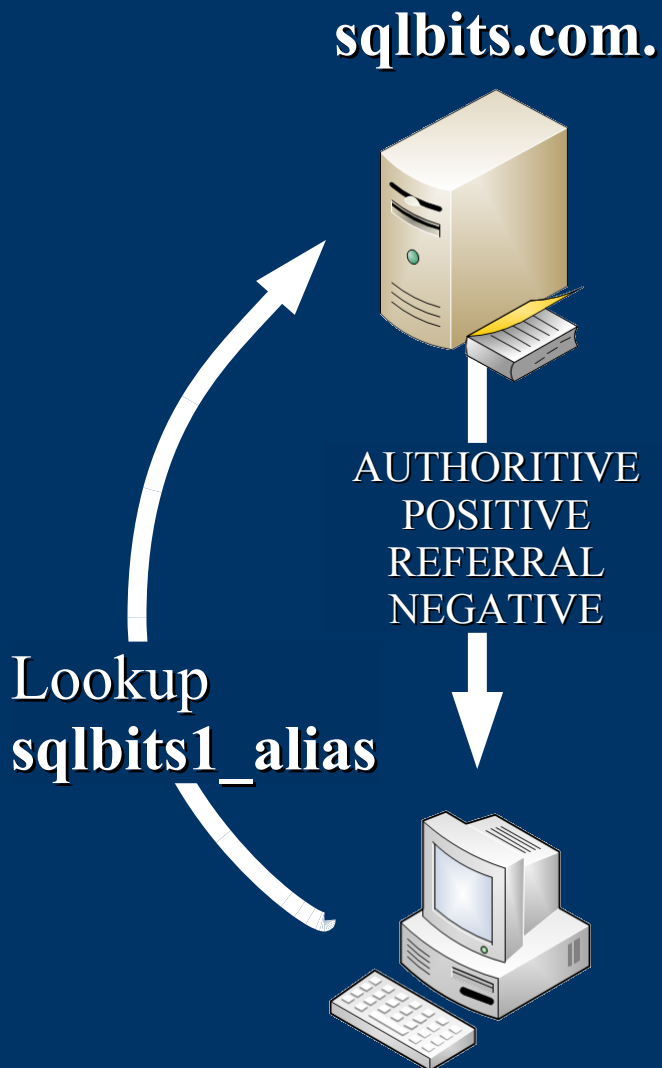 sqlbits.com.
AUTHORITIVE
POSITIVE
REFERRAL
NEGATIVE
Lookup
sqlbits1_alias